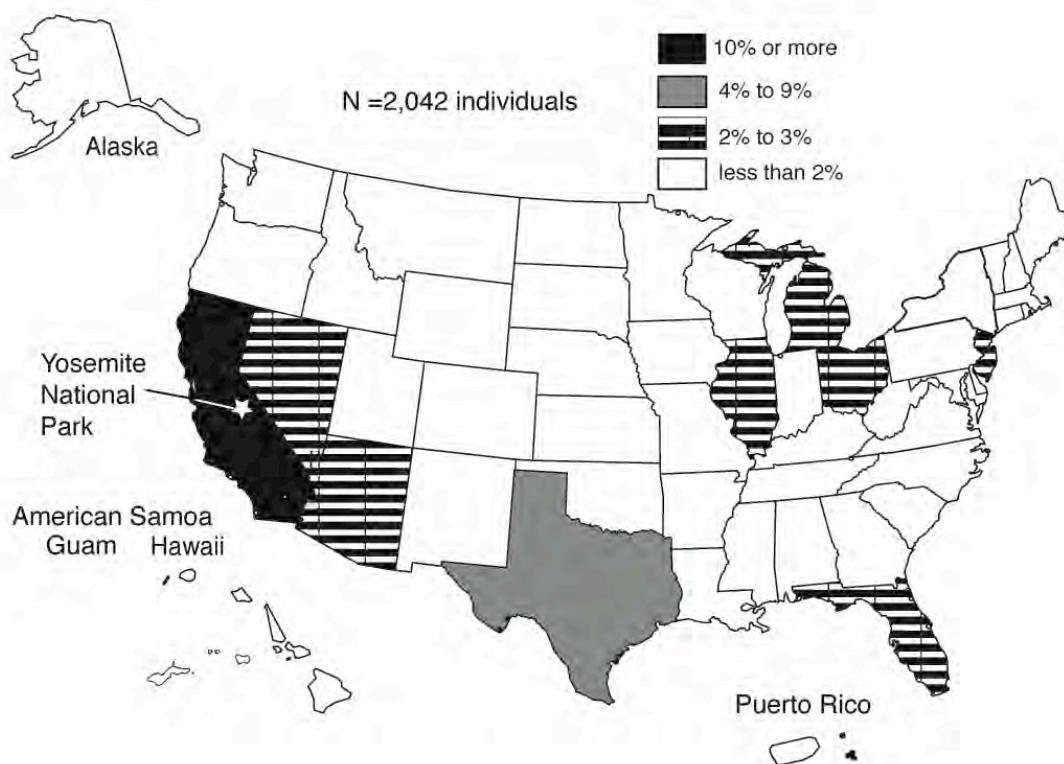 10% or more
N =2,042 individuals
4% to 9%
2% to 3%
less than 2%
Alaska
Yosemite
National
Park
American Samoa
Guam Hawaii
Puerto Rico